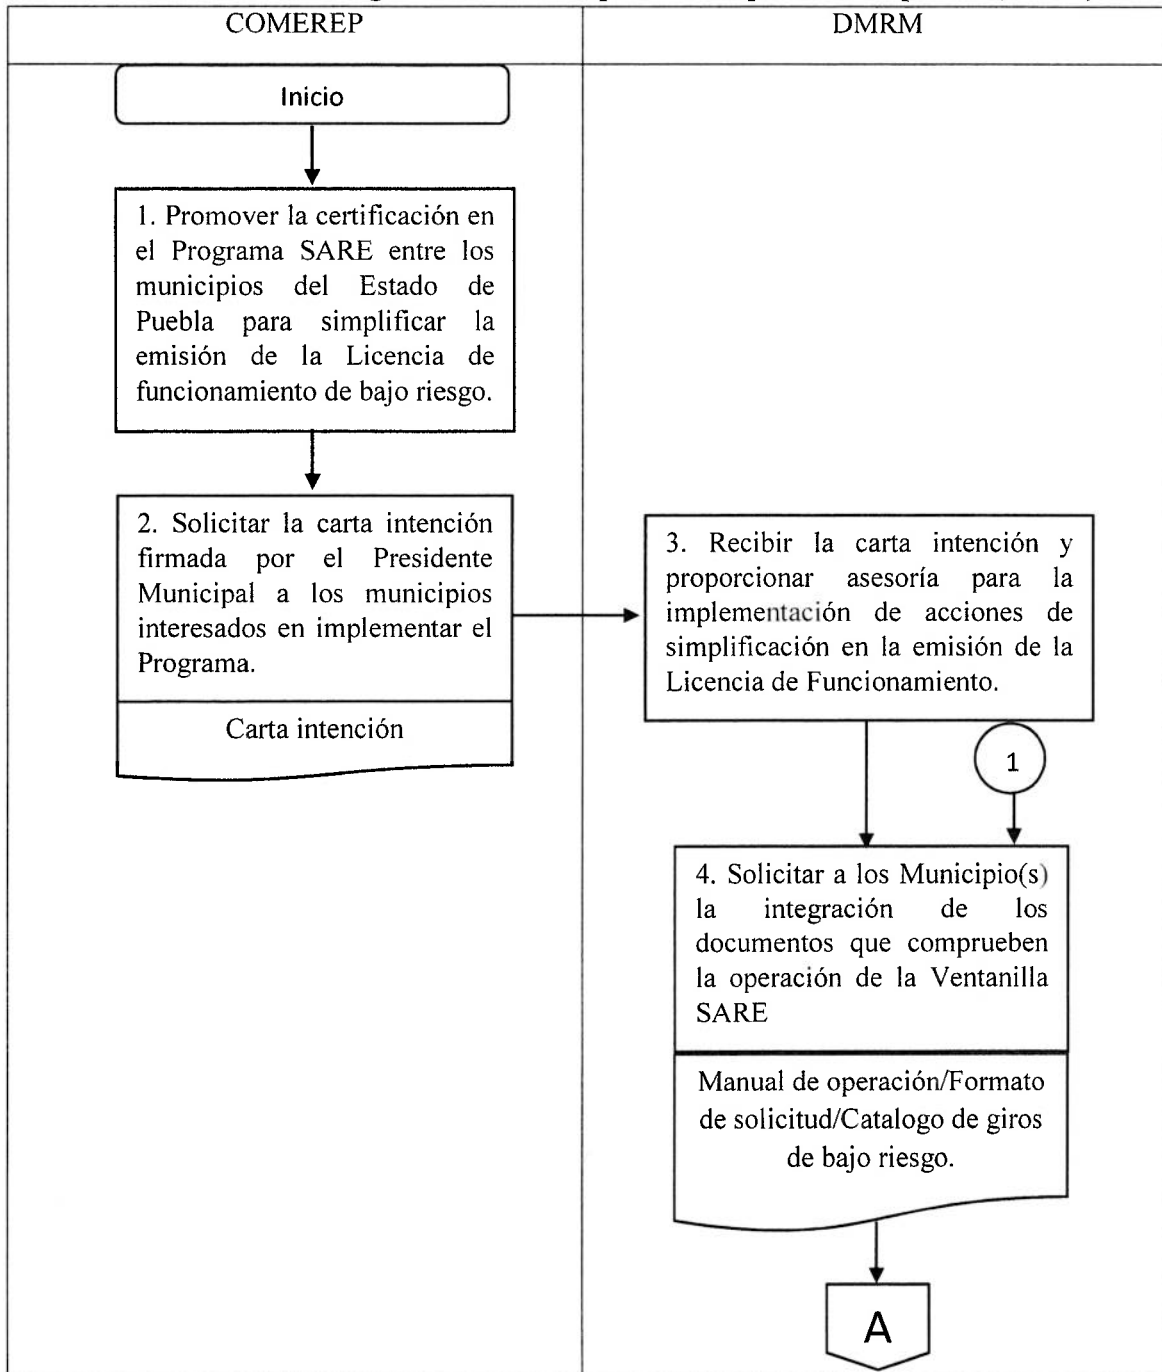 COMEREP
DMRM
Inicio
1. Promover la certificación en
el Programa SARE entre los
municipios del Estado de
Puebla para simplificar la
emisión de la Licencia de
funcionamiento de bajo riesgo.
2. Solicitar la carta intención
firmada por el Presidente
Municipal a los municipios
interesados en implementar el
Programa.
Carta intención
3. Recibir la carta intención y
proporcionar asesoría para la
implementación de acciones de
simplificación en la emisión de la
Licencia de Funcionamiento.
1
4. Solicitar a los Municipio(s)
la integración de los
documentos que comprueben
la operación de la Ventanilla
SARE
Manual de operación/Formato
de solicitud/Catalogo de giros
de bajo riesgo.
A